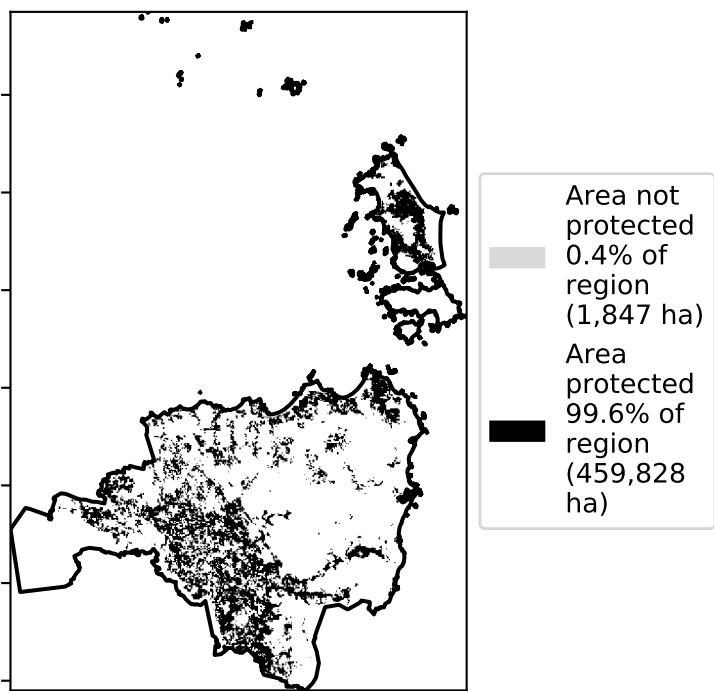 Area not
protected
0.4% of
region
(1,847 ha)
Area
protected
99.6% of
region
(459,828
ha)